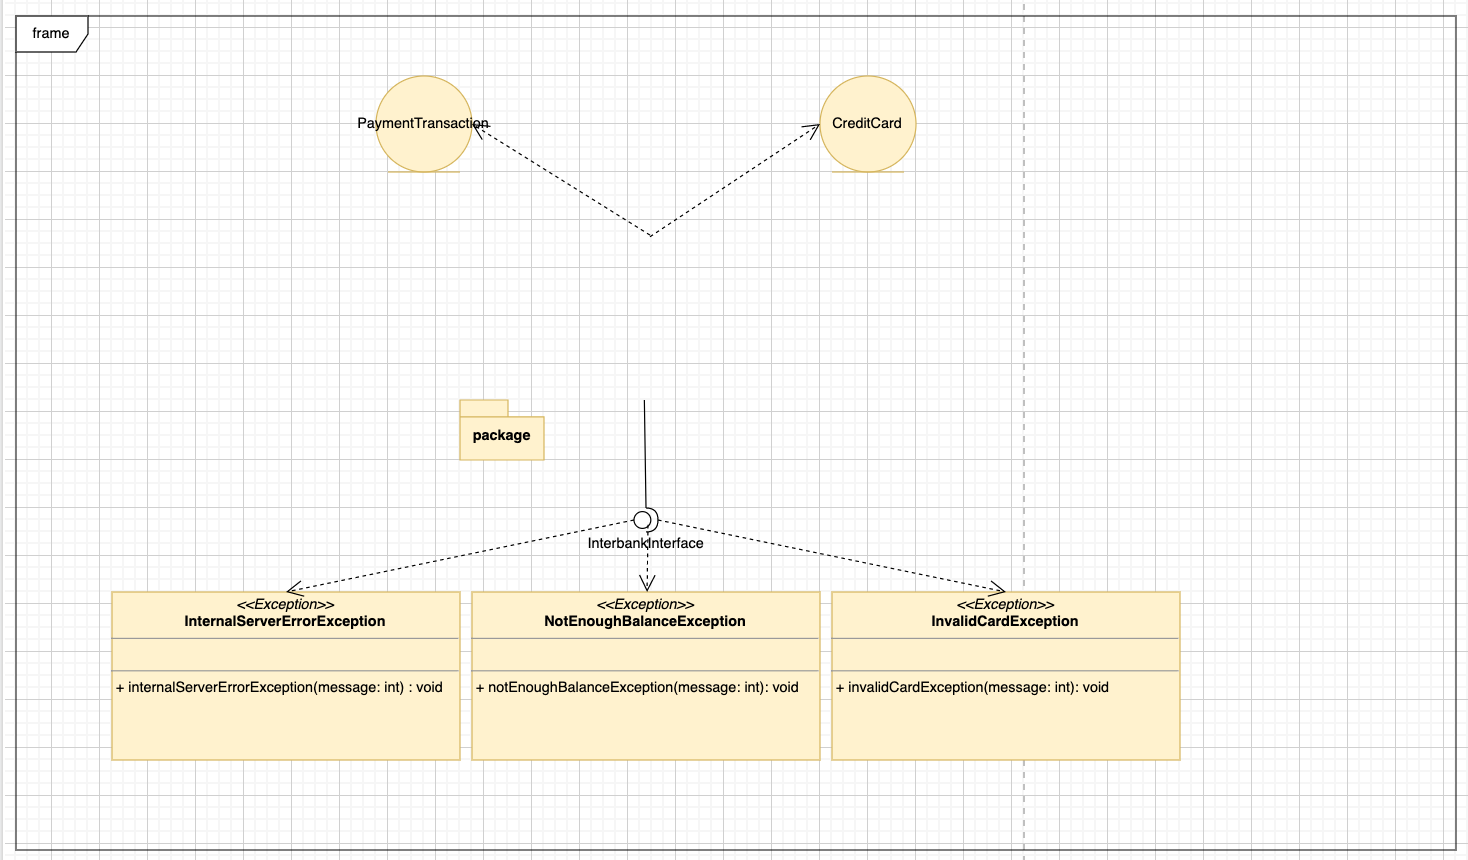 frame
PaymentTransaction
CreditCard
package
InterbankInterface
<<Exception>>
InternalServerErrorException
+ internalServerErrorException(message: int) : void
<<Exception>>
NotEnoughBalanceException
+ notEnoughBalanceException(message: int): void
<<Exception>>
InvalidCardException
+ invalidCardException(message: int): void